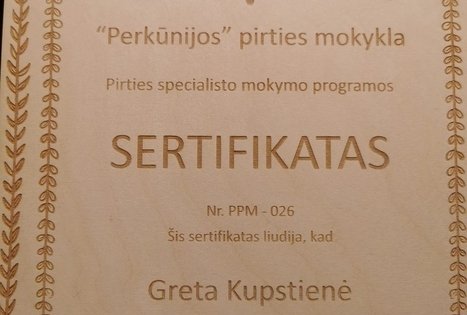 “Perkūnijos” pirties mokykla
Pirties specialisto mokymo programos
SERTIFIKATAS
Nr. PPM - 026
Šis sertifikatas liudija, kad
Greta Kupstienė